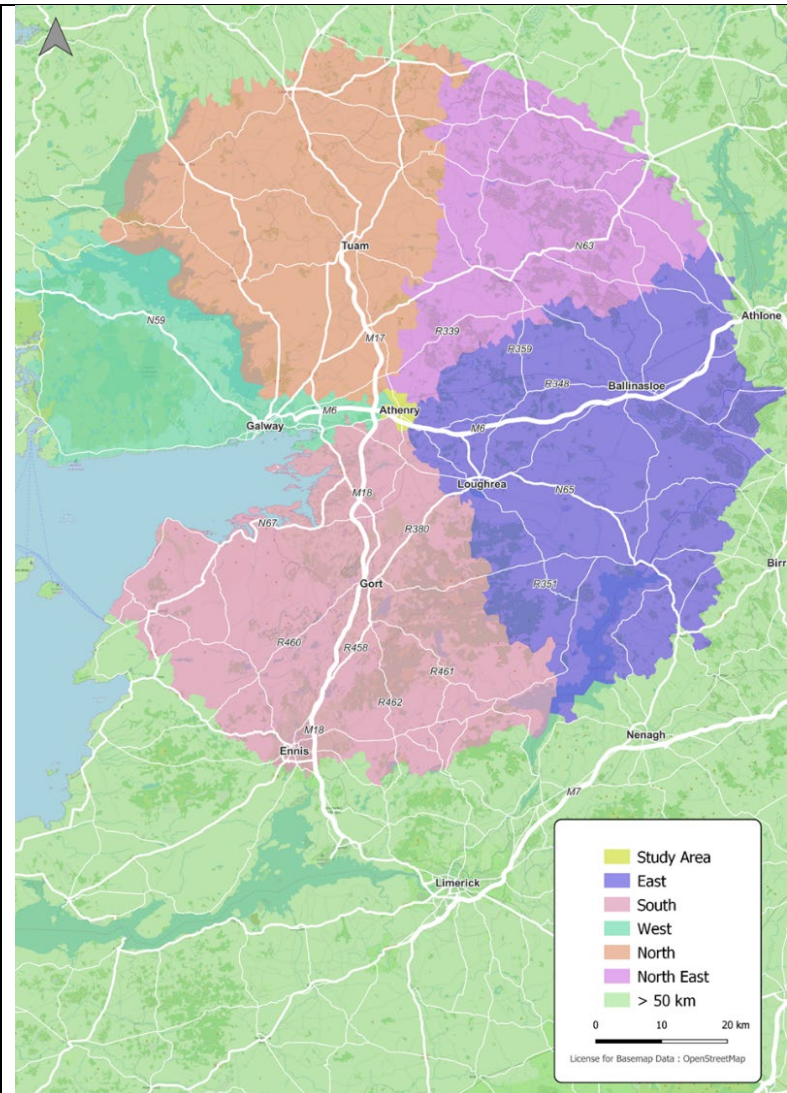 Tuam
N63
N59
M17
R339
Athlone
R359
R348
Ballinasloe
M6
Athenry
Galway
M6
Loughrea
M18
N65
N67
R380
Birr
Gort
R351
R460
R458
R461
R462
M18
Nenagh
Ennis
M7
Limerick
Study Area
East
South
West
North
North East
> 50 km
0 10 20 km
License for Basemap Data : OpenStreetMap